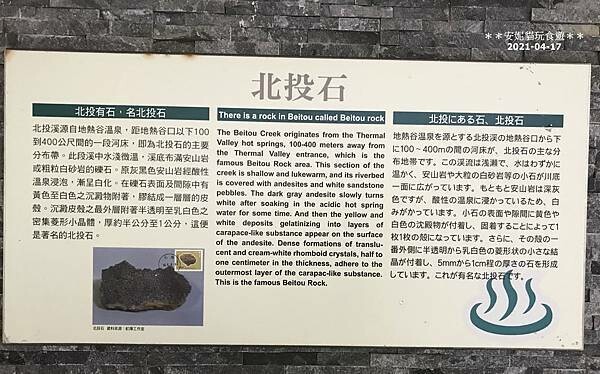 ＊＊安妮貓玩食遊＊＊
2021-04-17
北投石
北投有石，名北投石
北投溪源自地熱谷溫泉，距地熱谷口以下100
到400公尺間的一段河床，即為北投石的主要
分布帶。此段溪中水淺微溫，溪底布滿安山岩
或粗粒白砂岩的礫石。原灰黑色安山岩經酸性
溫泉浸泡，漸呈白化。在礫石表面及間隙中有
黃色至白色之沉澱物附著，膠結成一層層的皮
殼。沉澱皮殼之最外層附著半透明至乳白色之
密集菱形小晶體，厚約半公分至1公分，這便
是著名的北投石。
北投石 資料來源：虹輝工作室
There is a rock in Beitou called Beitou rock
The Beitou Creek originates from the Thermal
Valley hot springs, 100-400 meters away from
the Thermal Valley entrance, which is the
famous Beitou Rock area. This section of the
creek is shallow and lukewarm, and its riverbed
is covered with andesites and white sandstone
pebbles. The dark gray andesite slowly turns
white after soaking in the acidic hot spring
water for some time. And then the yellow and
white deposits gelatinizing into layers of
carapace-like substance appear on the surface
of the andesite. Dense formations of translu-
cent and cream-white rhomboid crystals, half to
one centimeter in the thickness, adhere to the
outermost layer of the carapac-like substance.
This is the famous Beitou Rock.
北投にある石、北投石
地熱谷温泉を源とする北投溪の地熱谷口から下
に100～400mの間の河床が、北投石の主な分
布地帯です。この渓流は浅瀬で、水はわずかに
温かく、安山岩や大粒の白砂岩等の小石が川底
一面に広がっています。もともと安山岩は深灰
色ですが、酸性の温泉に浸かっているため、白
みがかっています。小石の表面や隙間に黄色や
白色の沈殿物が付着し、固着することによって1
枚1枚の殻になっています。さらに、その殻の一
番外側に半透明から乳白色の菱形状の小さな結
晶が付着し、5mmから1cm程の厚さの石を形成
しています。これが有名な北投石です。